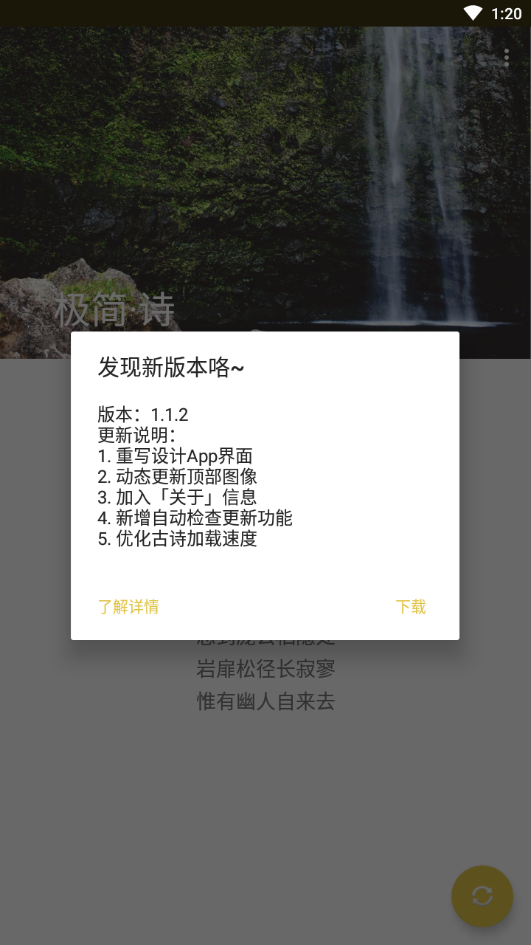 1:20
极简·诗
发现新版本咯~
版本：1.1.2
更新说明：
1. 重写设计App界面
2. 动态更新顶部图像
3. 加入「关于」信息
4. 新增自动检查更新功能
5. 优化古诗加载速度
了解详情
下载
岩扉松径长寂寥
惟有幽人自来去